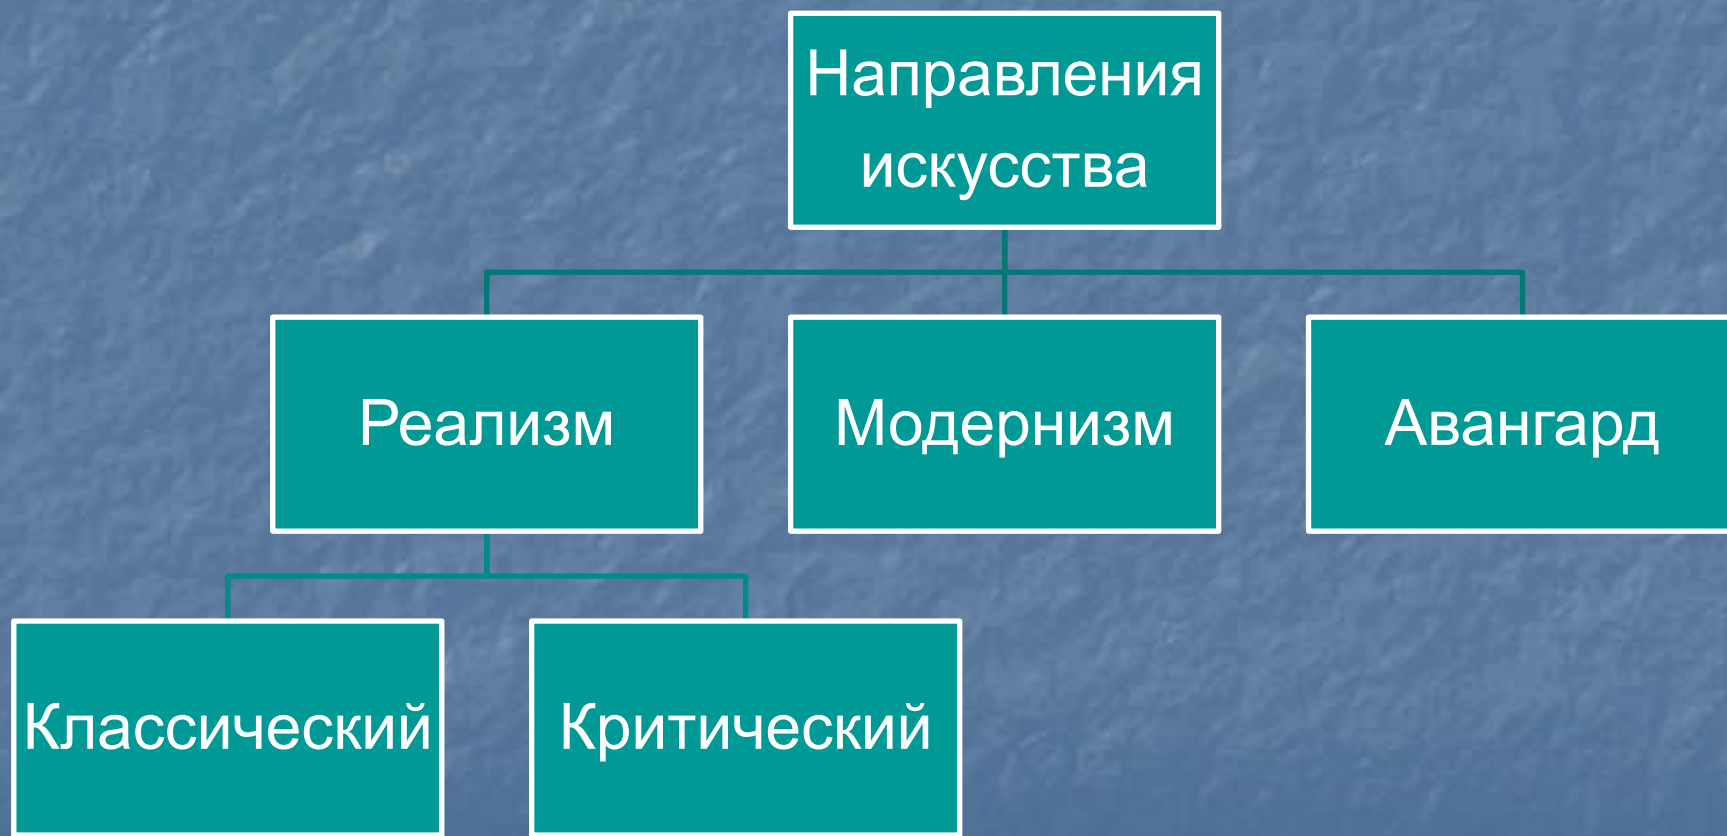 Направления
искусства
Реализм
Модернизм
Авангард
Классический
Критический